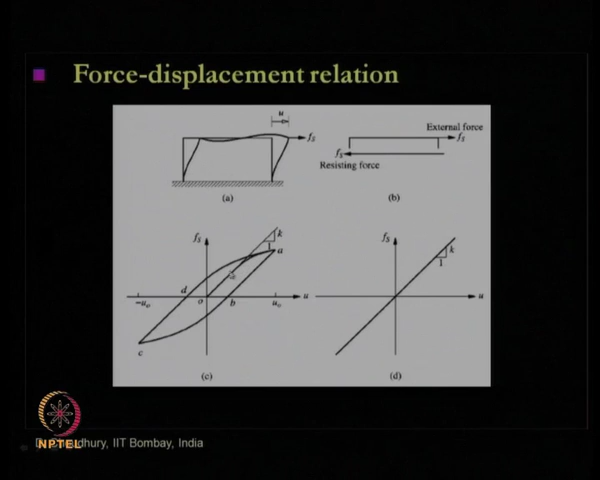 Force-displacement relation
u
fs
External force
fs
fs
Resisting force
(a)
(b)
fs
k
1
a
d
o
b
u
-uo
uo
c
(c)
fs
k
1
u
(d)
NPTEL
dhury, IIT Bombay, India